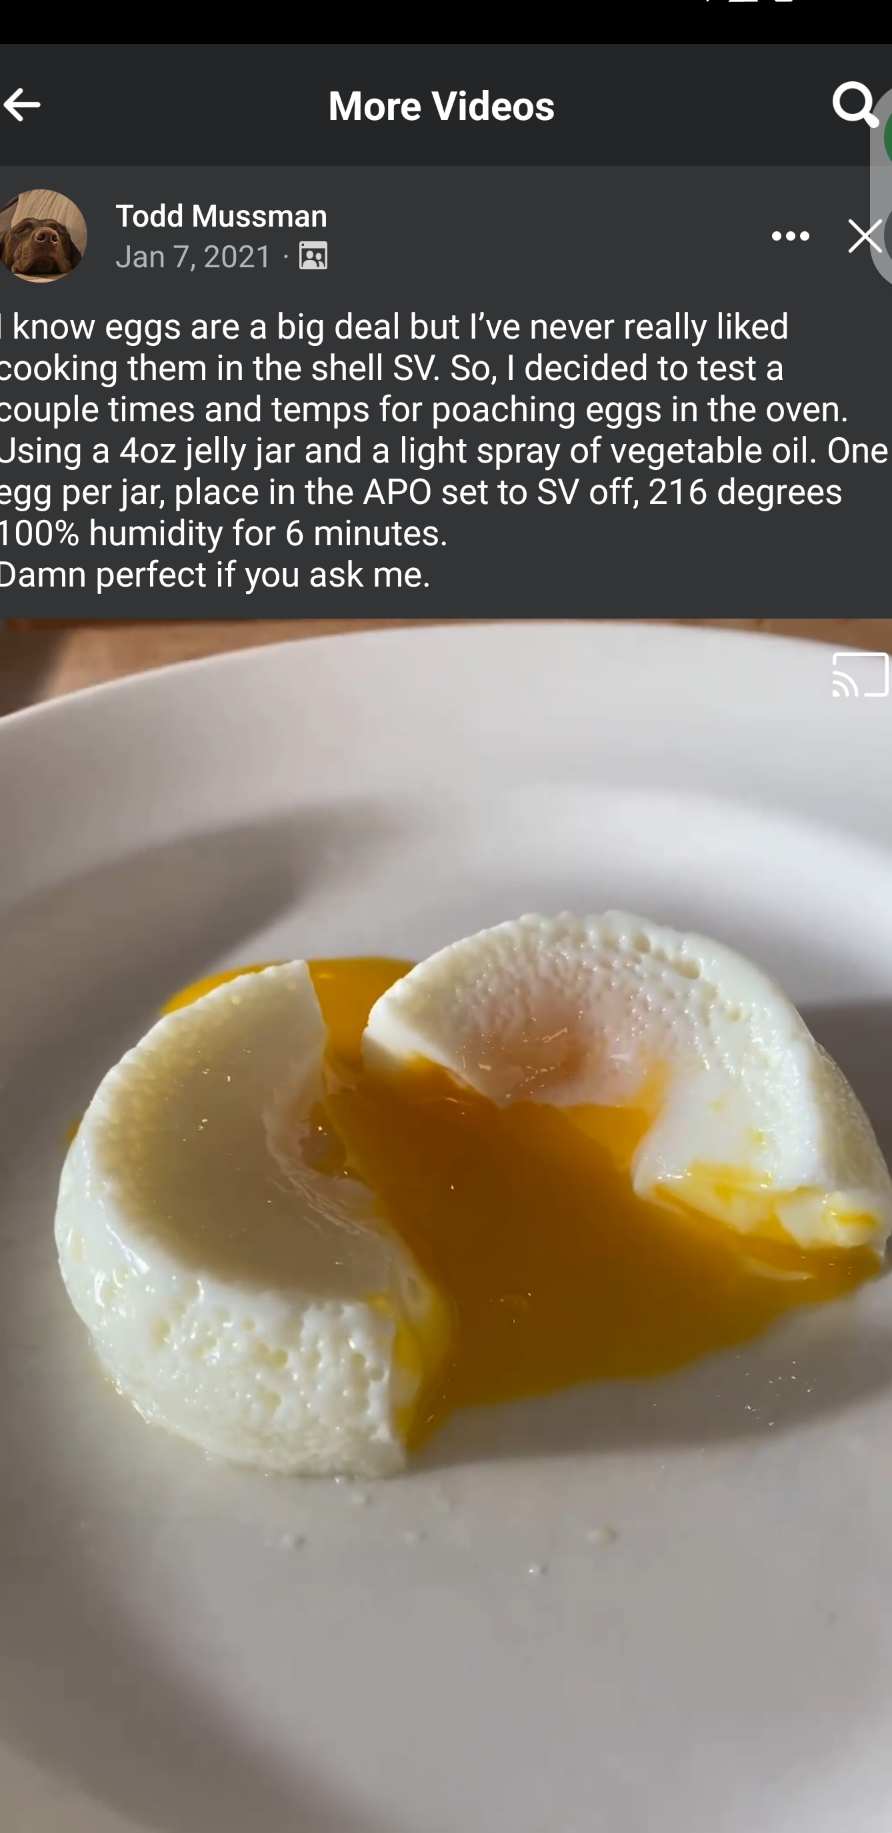 More Videos
Todd Mussman
Jan 7, 2021 ·
I know eggs are a big deal but I’ve never really liked
cooking them in the shell SV. So, I decided to test a
couple times and temps for poaching eggs in the oven.
Using a 4oz jelly jar and a light spray of vegetable oil. One
egg per jar, place in the APO set to SV off, 216 degrees
100% humidity for 6 minutes.
Damn perfect if you ask me.